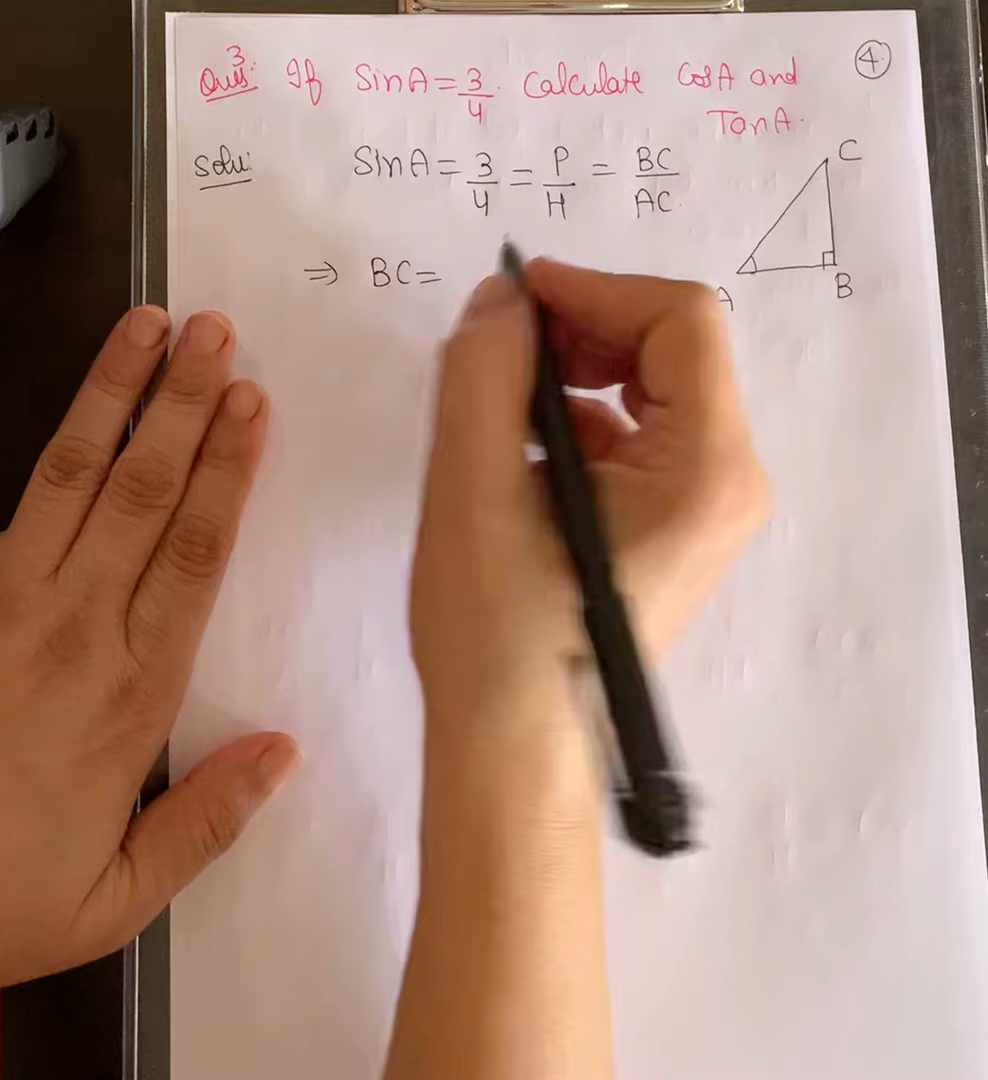 Ques 3: If SinA = 3/4. Calculate CosA and TanA.
④
Solu: SinA = 3/4 = P/H = BC/AC.
C
⇒ BC =
A
B